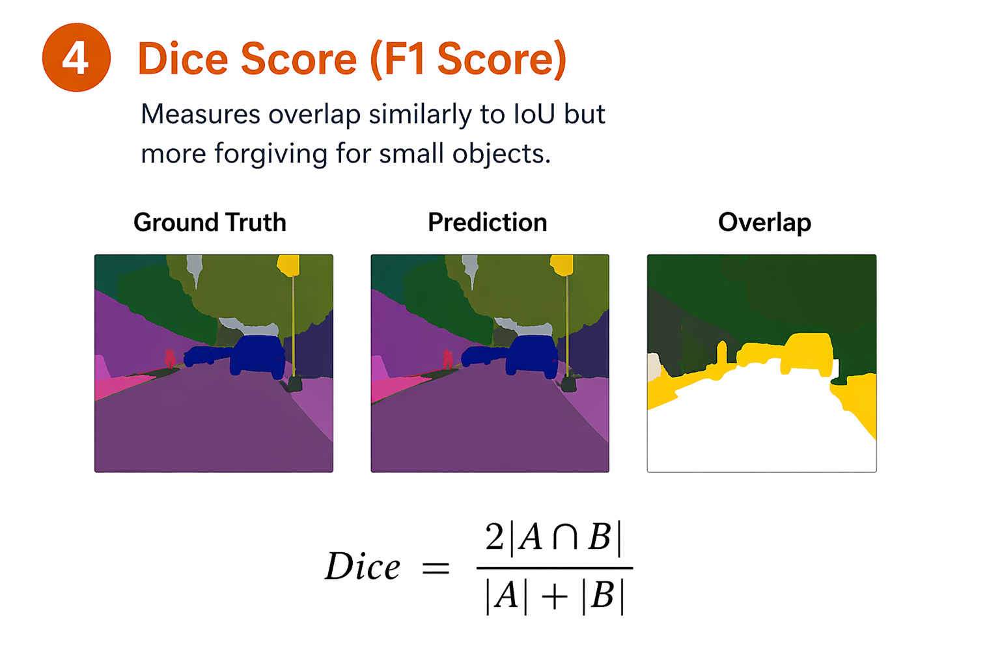 4 Dice Score (F1 Score)
Measures overlap similarly to IoU but
more forgiving for small objects.
Ground Truth Prediction Overlap
Dice = 2|A ∩ B|
|A| + |B|